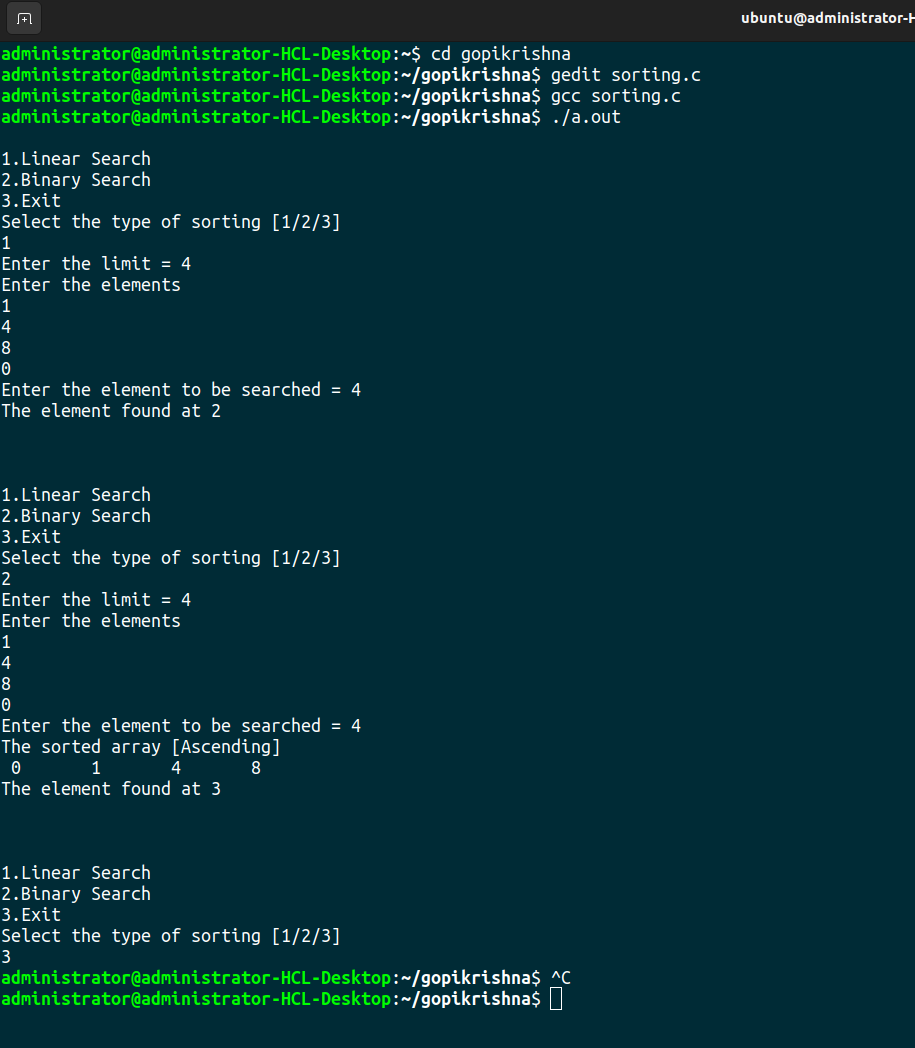 ubuntu@administrator-H
administrator@administrator-HCL-Desktop:~$ cd gopikrishna
administrator@administrator-HCL-Desktop:~/gopikrishna$ gedit sorting.c
administrator@administrator-HCL-Desktop:~/gopikrishna$ gcc sorting.c
administrator@administrator-HCL-Desktop:~/gopikrishna$ ./a.out
1.Linear Search
2.Binary Search
3.Exit
Select the type of sorting [1/2/3]
1
Enter the limit = 4
Enter the elements
1
4
8
0
Enter the element to be searched = 4
The element found at 2
1.Linear Search
2.Binary Search
3.Exit
Select the type of sorting [1/2/3]
2
Enter the limit = 4
Enter the elements
1
4
8
0
Enter the element to be searched = 4
The sorted array [Ascending]
0 1 4 8
The element found at 3
1.Linear Search
2.Binary Search
3.Exit
Select the type of sorting [1/2/3]
3
administrator@administrator-HCL-Desktop:~/gopikrishna$ ^C
administrator@administrator-HCL-Desktop:~/gopikrishna$